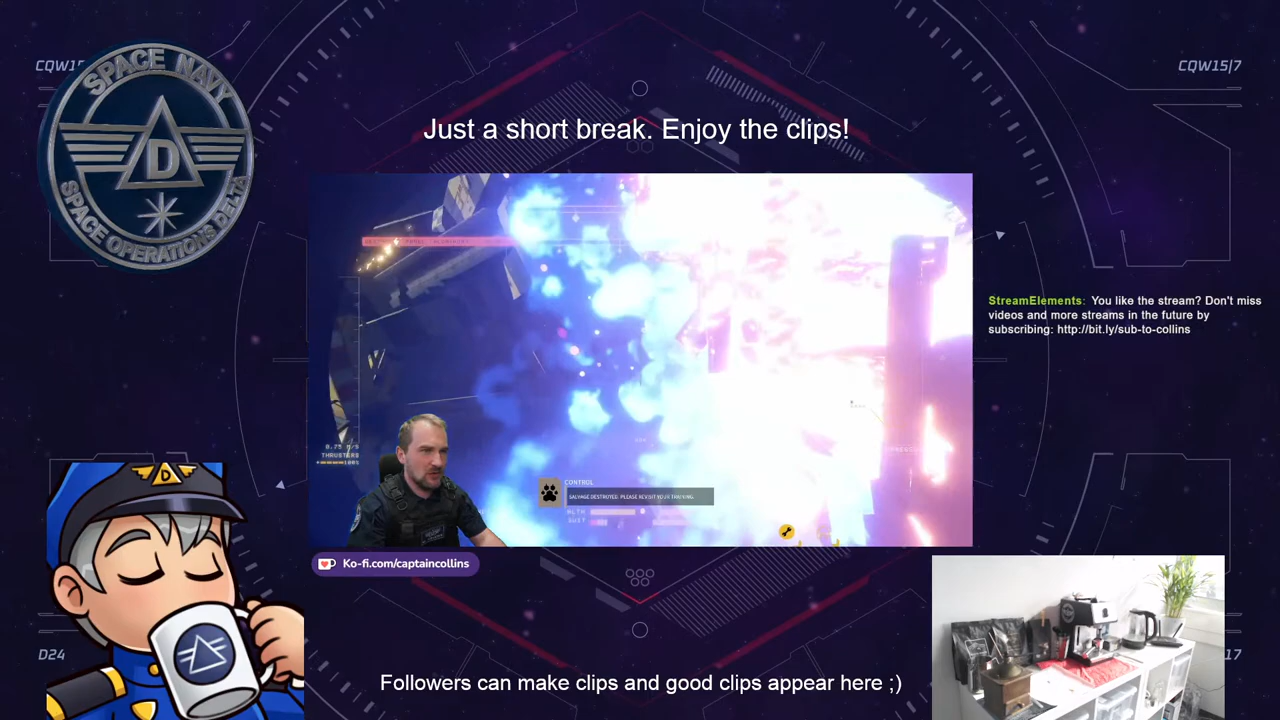 CQW15
CQW15|7
SPACE NAVY
D
SPACE OPERATIONS DELTA
Just a short break. Enjoy the clips!
StreamElements: You like the stream? Don't miss
videos and more streams in the future by
subscribing: http://bit.ly/sub-to-collins
THRUSTERS
CONTROL
SALVAGE DESTROYED. PLEASE REVISIT YOUR TRAINING.
Ko-fi.com/captaincollins
D
D24
17
Followers can make clips and good clips appear here ;)